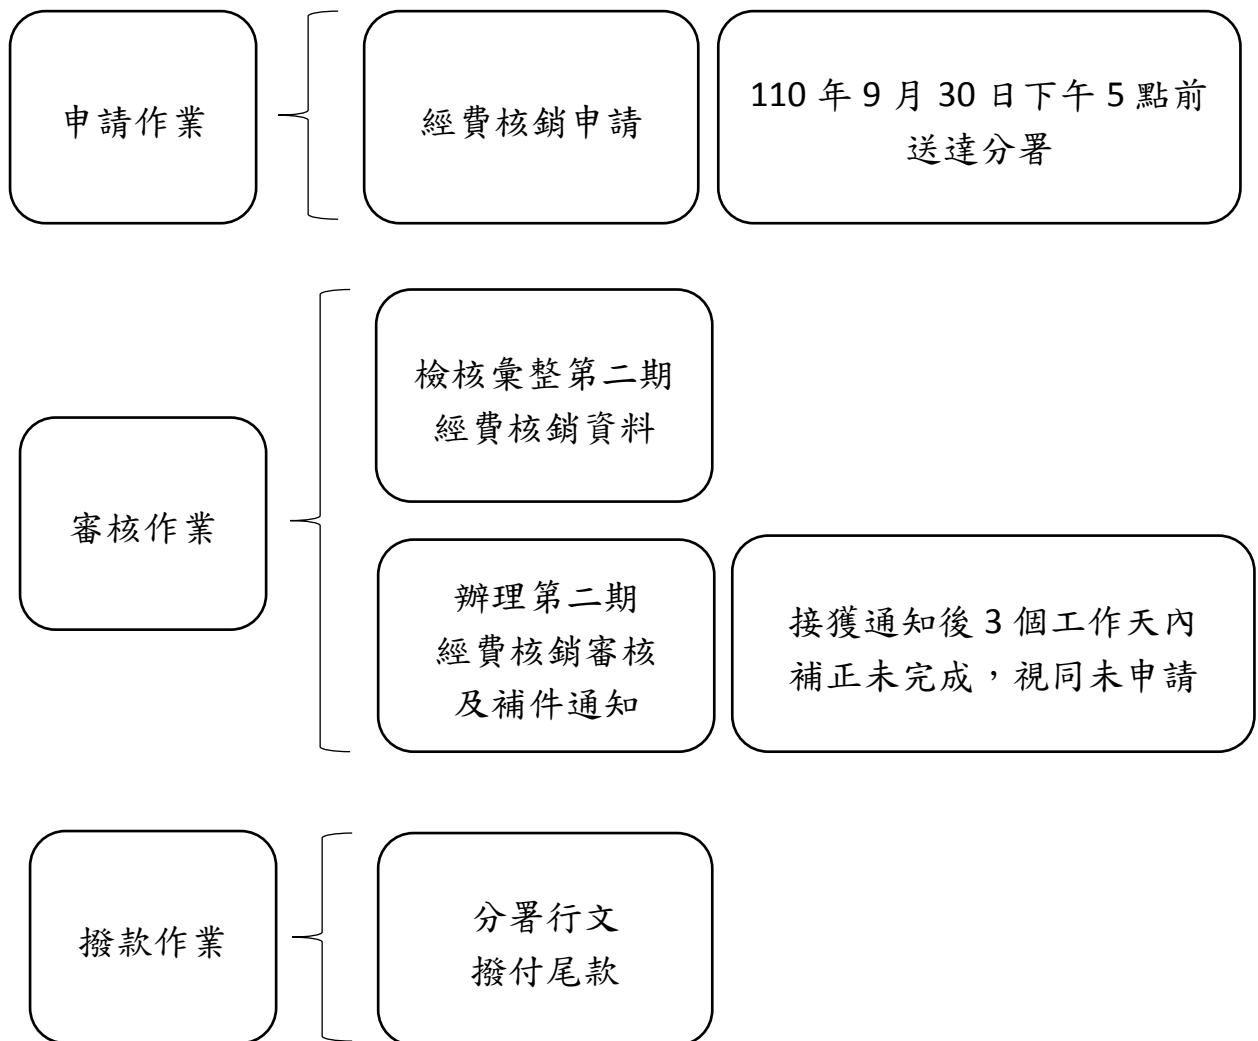 申請作業
經費核銷申請
110 年 9 月 30 日下午 5 點前
送達分署
審核作業
檢核彙整第二期
經費核銷資料
辦理第二期
經費核銷審核
及補件通知
接獲通知後 3 個工作天內
補正未完成，視同未申請
撥款作業
分署行文
撥付尾款